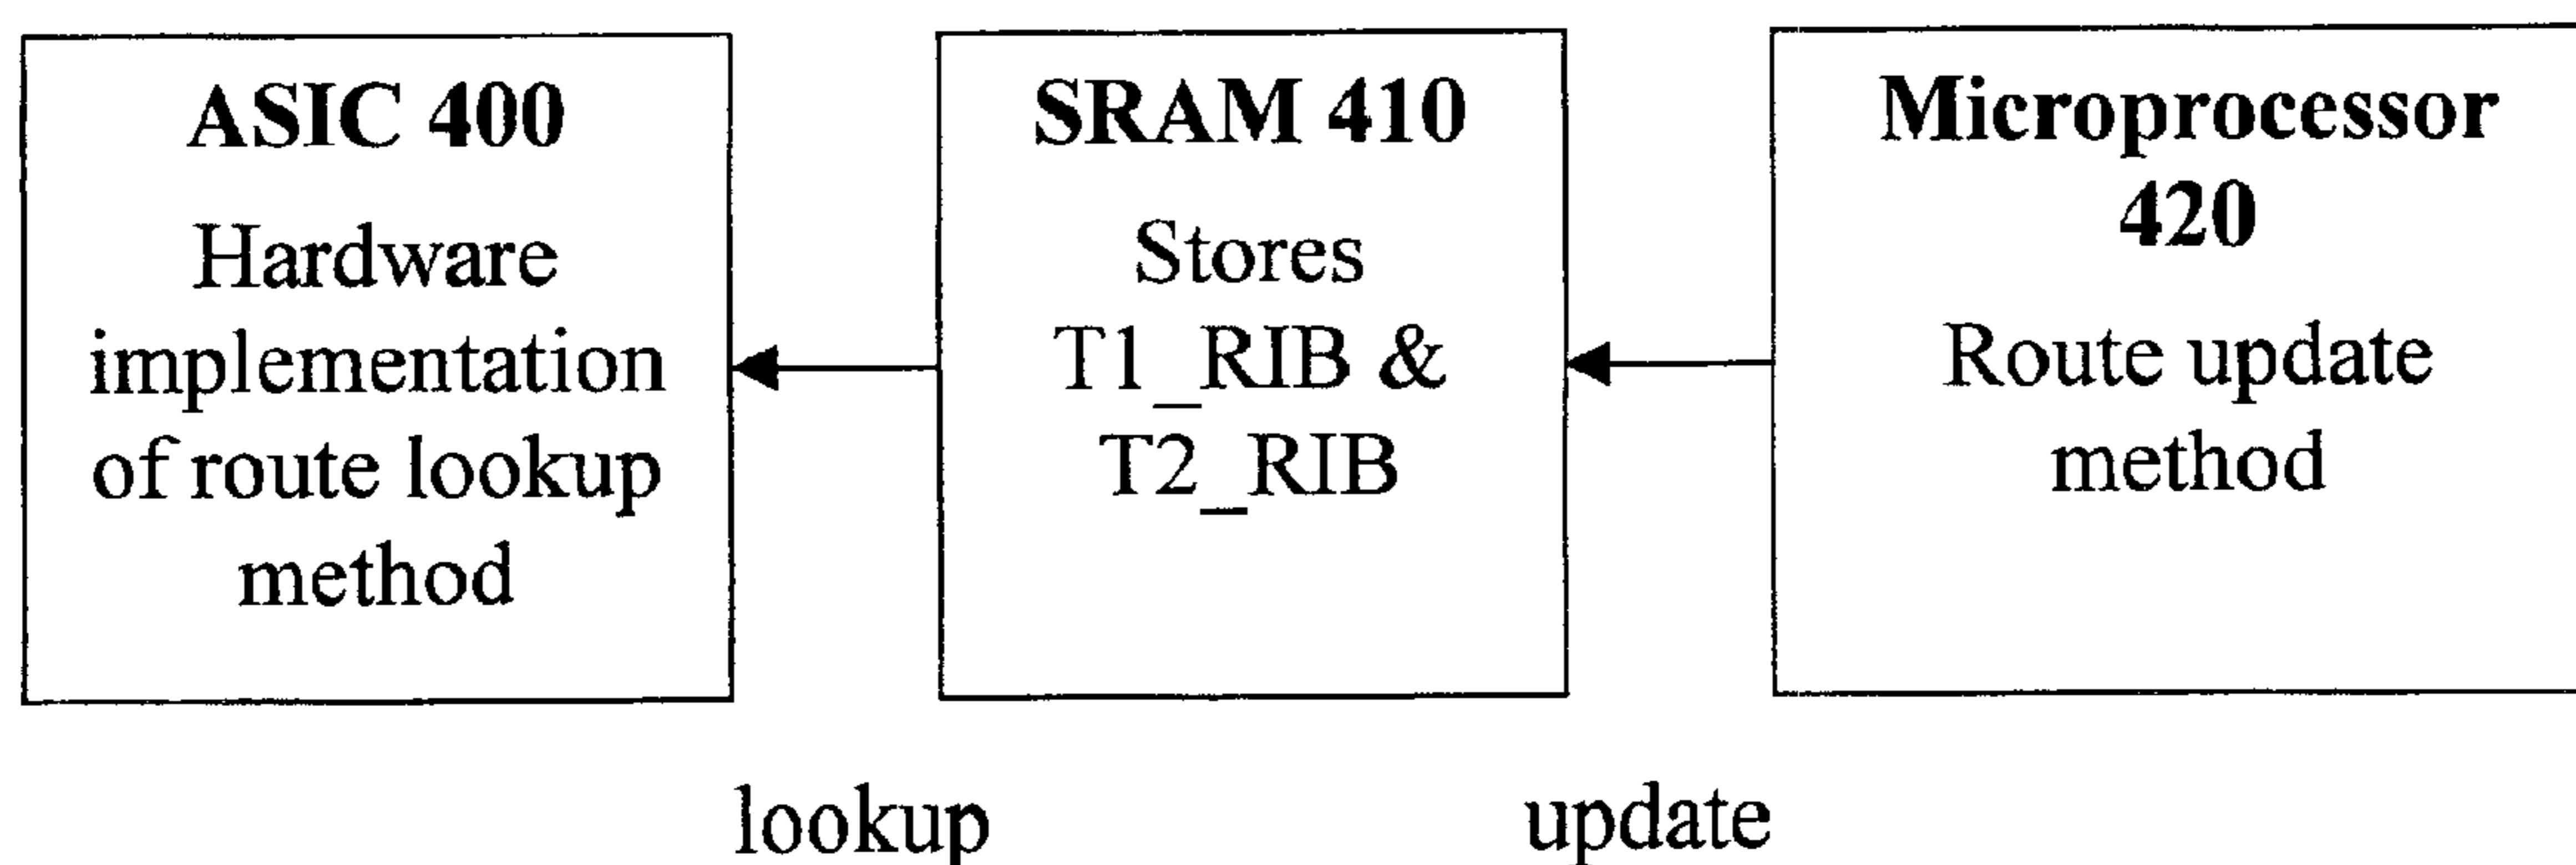 ASIC 400
Hardware
implementation
of route lookup
method
SRAM 410
Stores
T1_RIB &
T2_RIB
Microprocessor
420
Route update
method
lookup
update